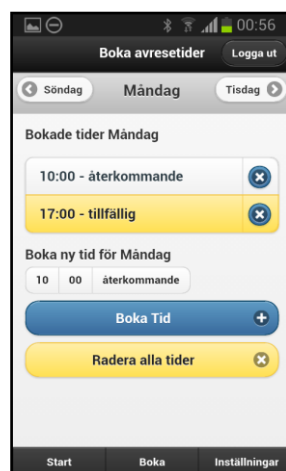 00:56
Boka avresetider Logga ut
Söndag Måndag Tisdag
Bokade tider Måndag
10:00 - återkommande
17:00 - tillfällig
Boka ny tid för Måndag
10 00 återkommande
Boka Tid
Radera alla tider
Start Boka Inställningar